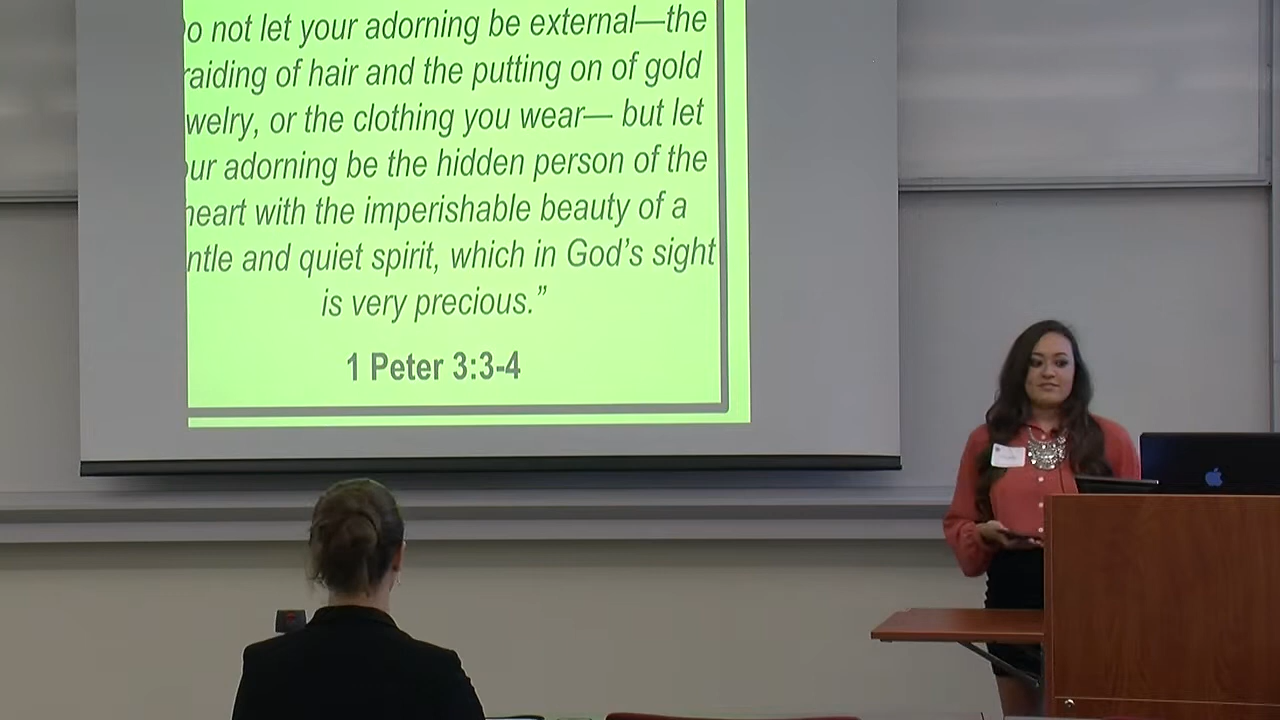 o not let your adorning be external—the
raiding of hair and the putting on of gold
welry, or the clothing you wear— but let
ur adorning be the hidden person of the
heart with the imperishable beauty of a
ntle and quiet spirit, which in God’s sight
is very precious.”
1 Peter 3:3-4